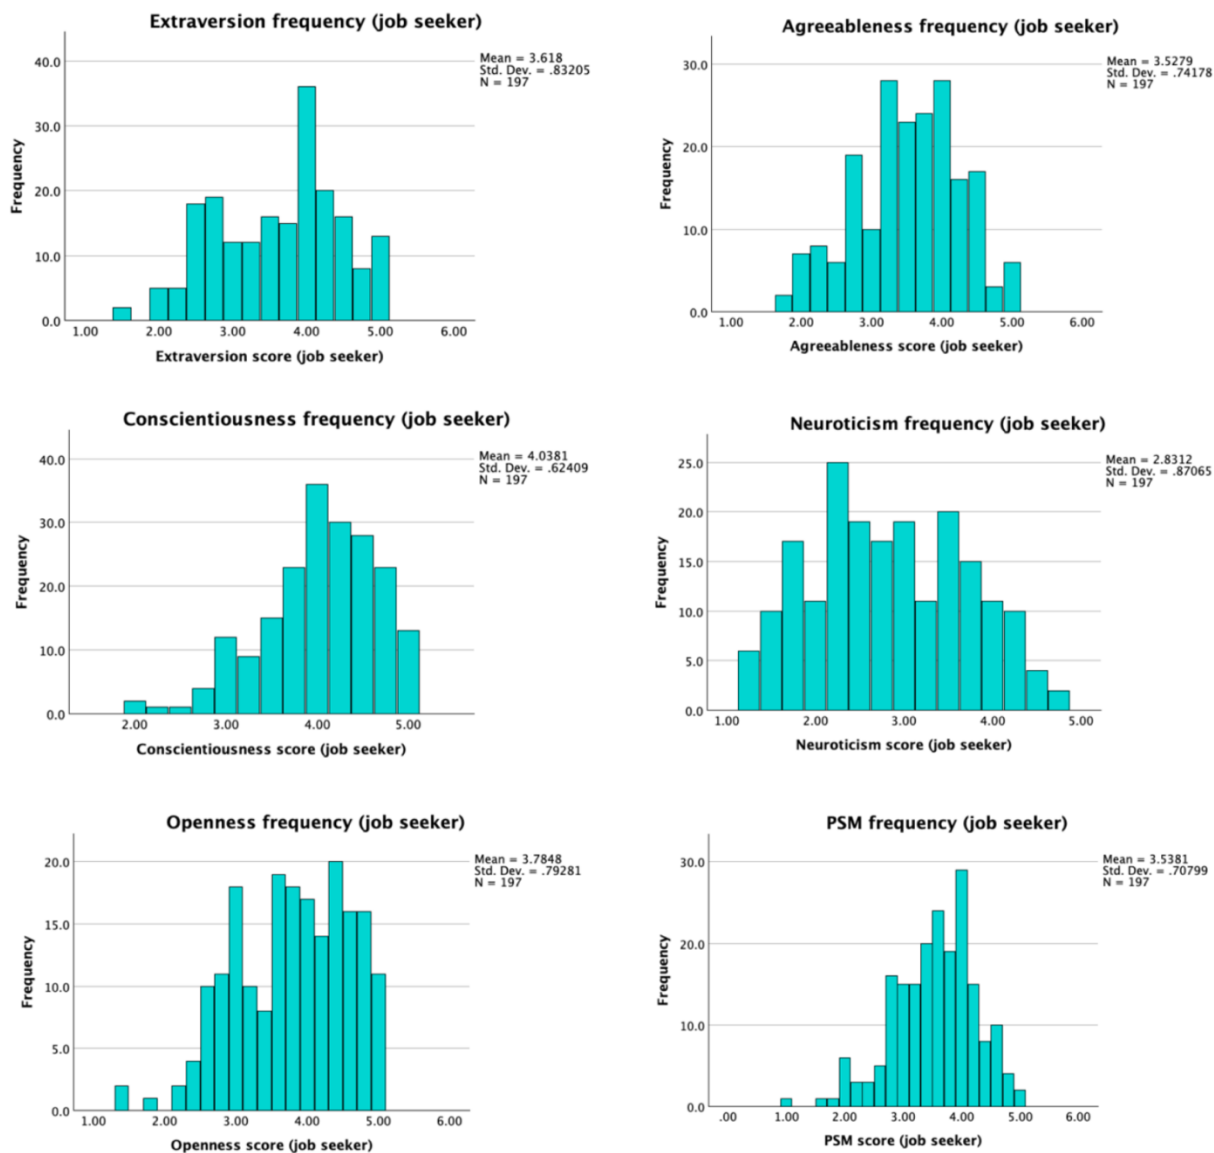 Extraversion frequency (job seeker)
Mean = 3.618
Std. Dev. = .83205
N = 197
40.0
30.0
20.0
10.0
0.0
Frequency
1.00 2.00 3.00 4.00 5.00 6.00
Extraversion score (job seeker)
Agreeableness frequency (job seeker)
Mean = 3.5279
Std. Dev. = .74178
N = 197
30.0
20.0
10.0
0.0
Frequency
1.00 2.00 3.00 4.00 5.00 6.00
Agreeableness score (job seeker)
Conscientiousness frequency (job seeker)
Mean = 4.0381
Std. Dev. = .62409
N = 197
40.0
30.0
20.0
10.0
0.0
Frequency
2.00 3.00 4.00 5.00
Conscientiousness score (job seeker)
Neuroticism frequency (job seeker)
Mean = 2.8312
Std. Dev. = .87065
N = 197
25.0
20.0
15.0
10.0
5.0
0.0
Frequency
1.00 2.00 3.00 4.00 5.00
Neuroticism score (job seeker)
Openness frequency (job seeker)
Mean = 3.7848
Std. Dev. = .79281
N = 197
20.0
15.0
10.0
5.0
0.0
Frequency
1.00 2.00 3.00 4.00 5.00 6.00
Openness score (job seeker)
PSM frequency (job seeker)
Mean = 3.5381
Std. Dev. = .70799
N = 197
30.0
20.0
10.0
0.0
Frequency
.00 1.00 2.00 3.00 4.00 5.00 6.00
PSM score (job seeker)